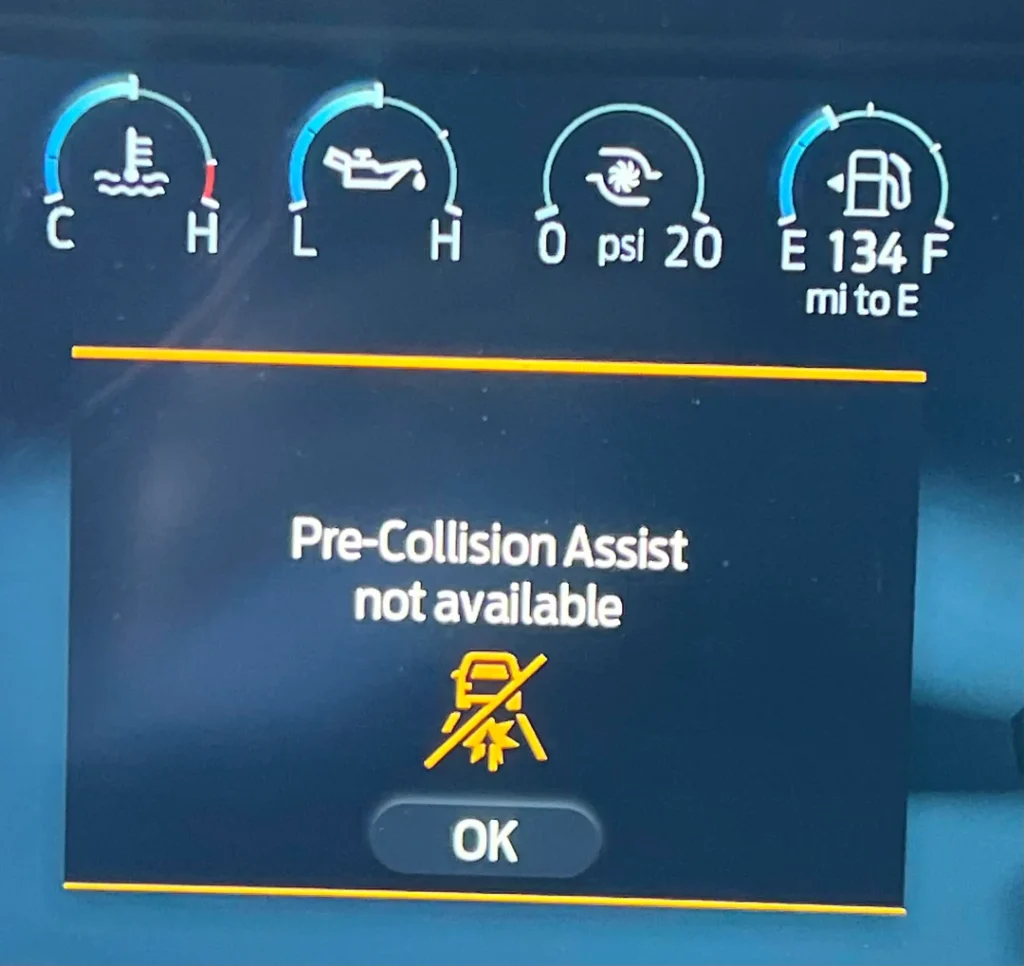 C H L H 0 psi 20 E 134 F
mi to E
Pre-Collision Assist
not available
OK